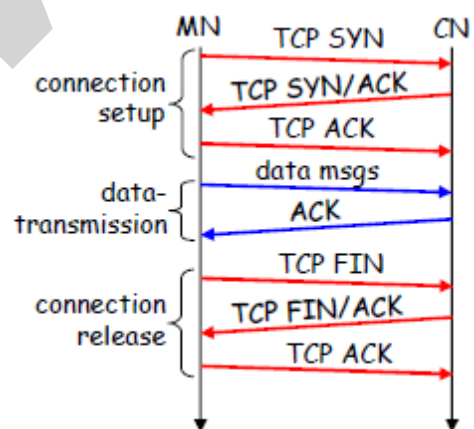 MN CN
TCP SYN
connection
setup
TCP SYN/ACK
TCP ACK
data msgs
data-
transmission
ACK
TCP FIN
connection
release
TCP FIN/ACK
TCP ACK